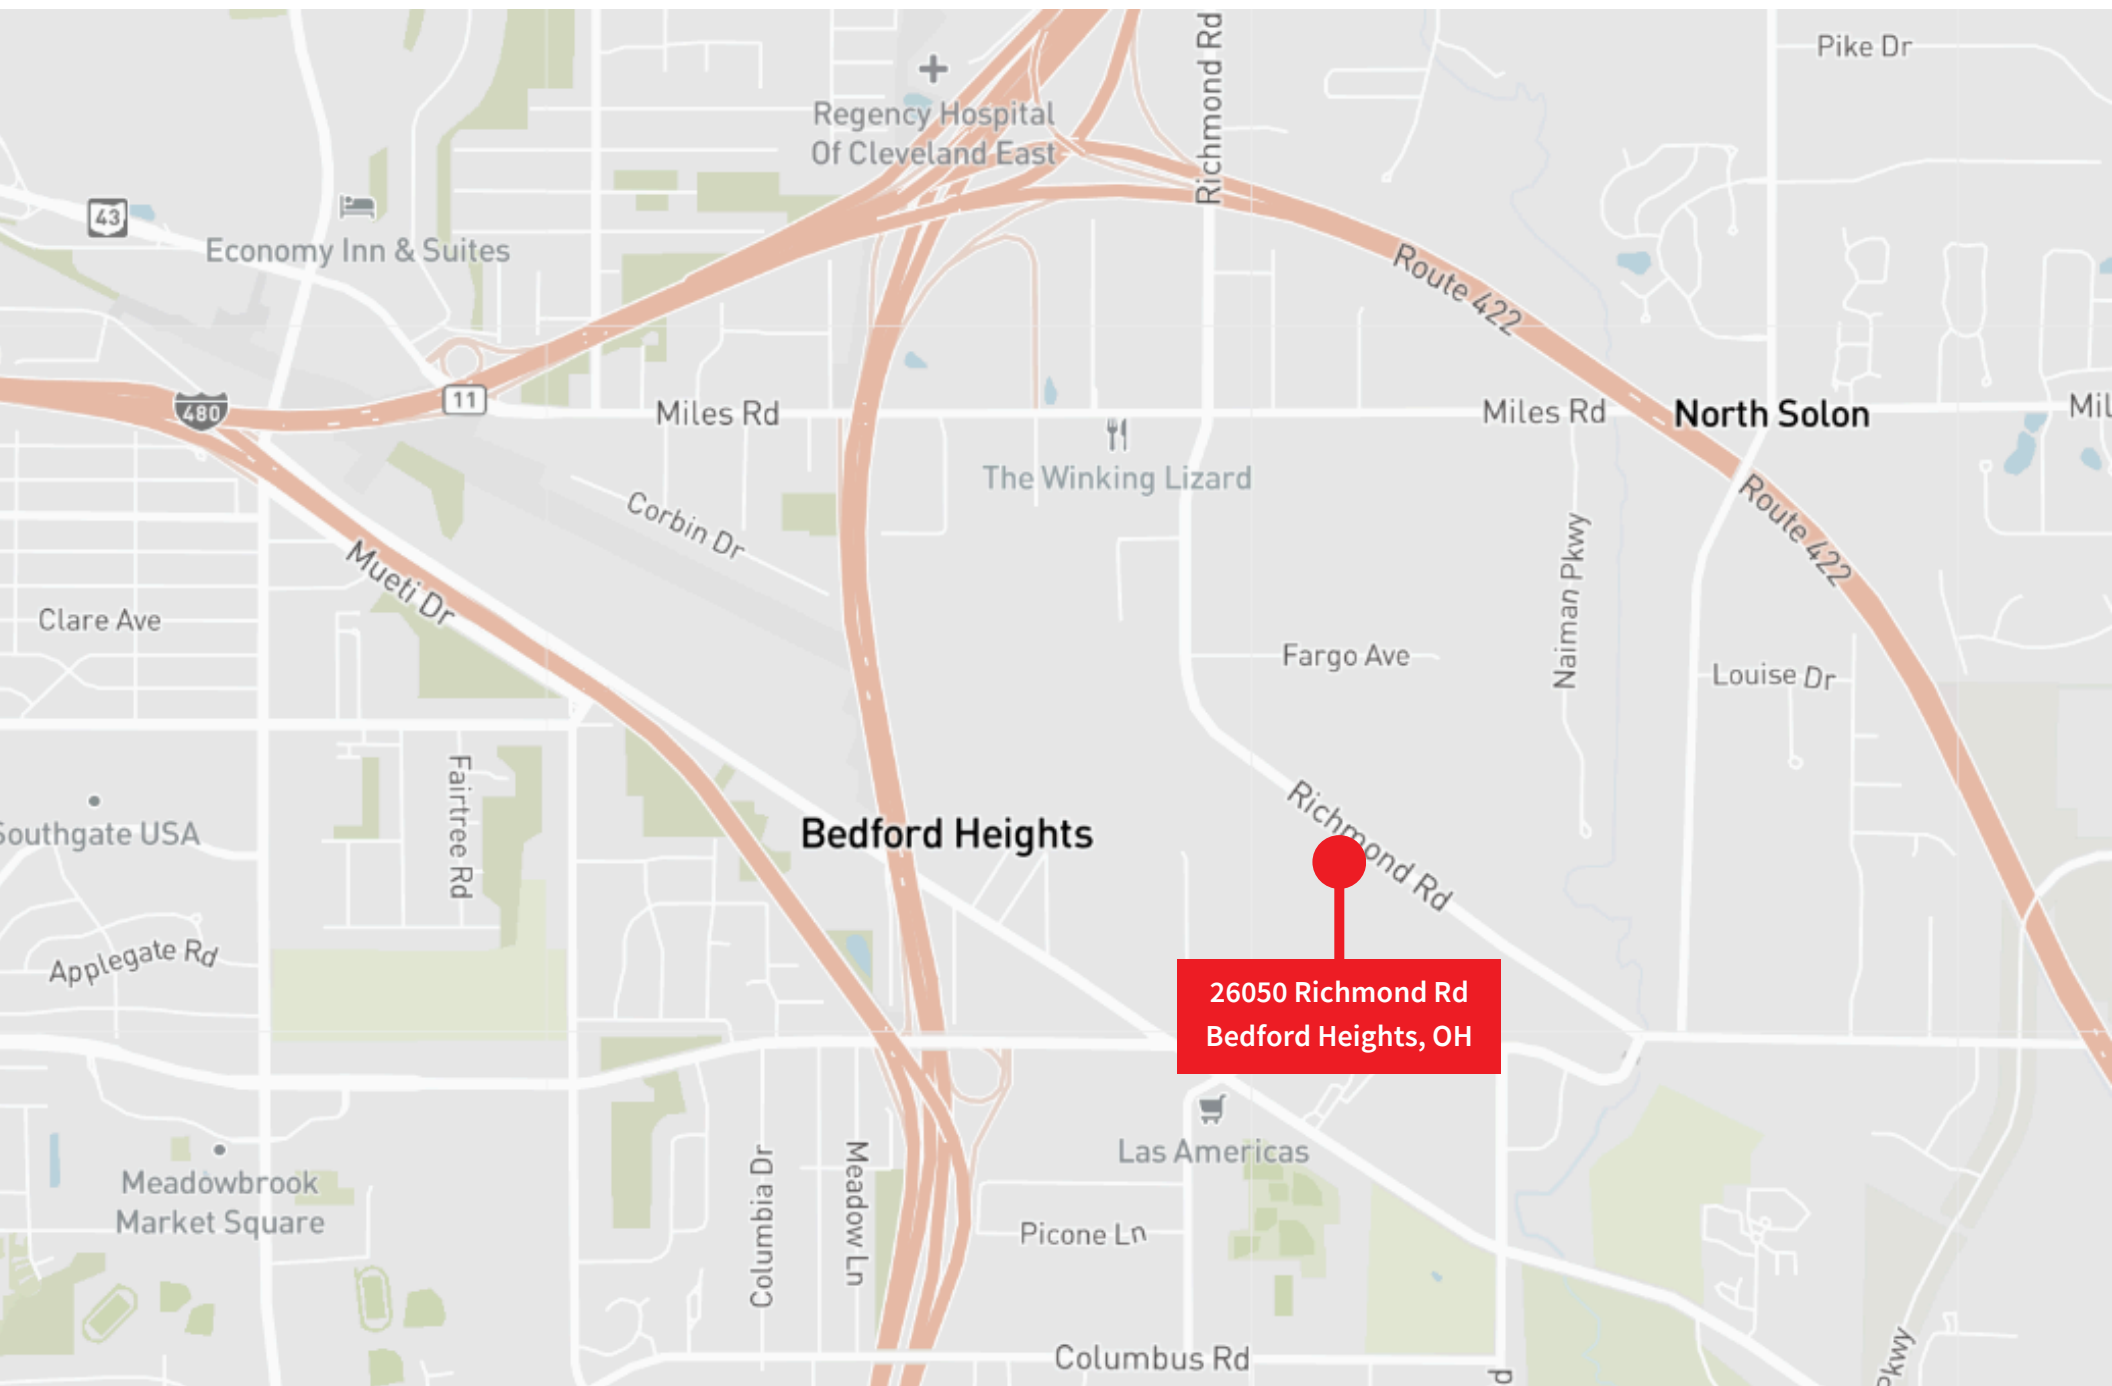 Pike Dr
Richmond Rd
Regency Hospital
Of Cleveland East
43
Economy Inn & Suites
Route 422
480
11
Miles Rd
Miles Rd
North Solon
Mil
The Winking Lizard
Corbin Dr
Route 422
Mueti Dr
Naiman Pkwy
Clare Ave
Fargo Ave
Louise Dr
Fairtree Rd
Southgate USA
Bedford Heights
Richmond Rd
Applegate Rd
26050 Richmond Rd
Bedford Heights, OH
Las Americas
Meadowbrook
Market Square
Columbia Dr
Meadow Ln
Picone Ln
Columbus Rd
Pkwy